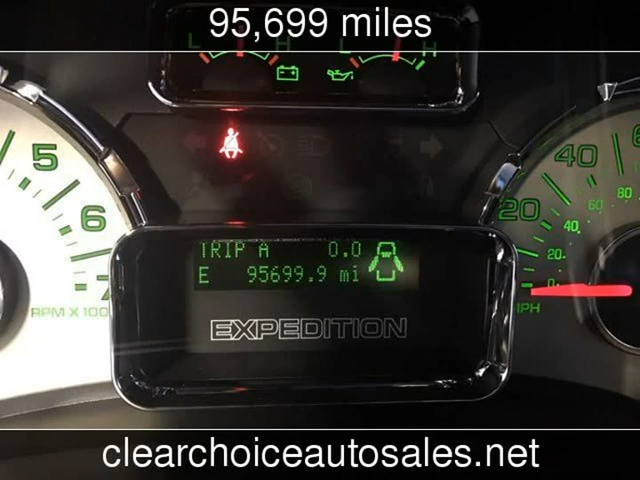 95,699 miles
L H L H
5
6
7
RPM X 100
TRIP A 0.0
E 95699.9 mi
EXPEDITION
40
20
60
40
20
0
MPH
clearchoiceautosales.net